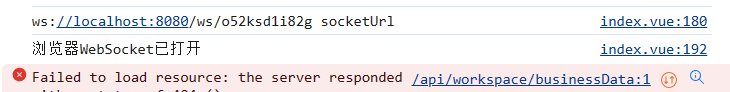 ws://localhost:8080/ws/o52ksd1i82g socketUrl index.vue:180
浏览器WebSocket已打开 index.vue:192
Failed to load resource: the server responded /api/workspace/businessData:1